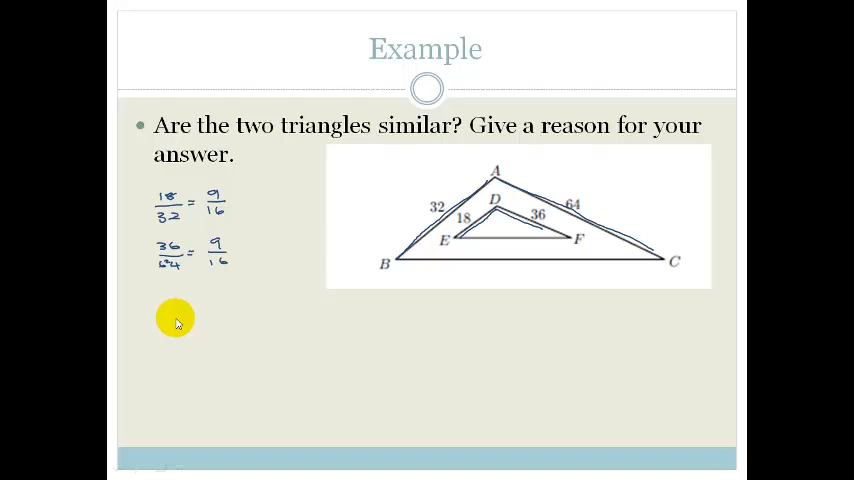 Example
Are the two triangles similar? Give a reason for your
answer.
18/32 = 9/16
36/64 = 9/16
A
32
64
D
18
36
E
F
B
C